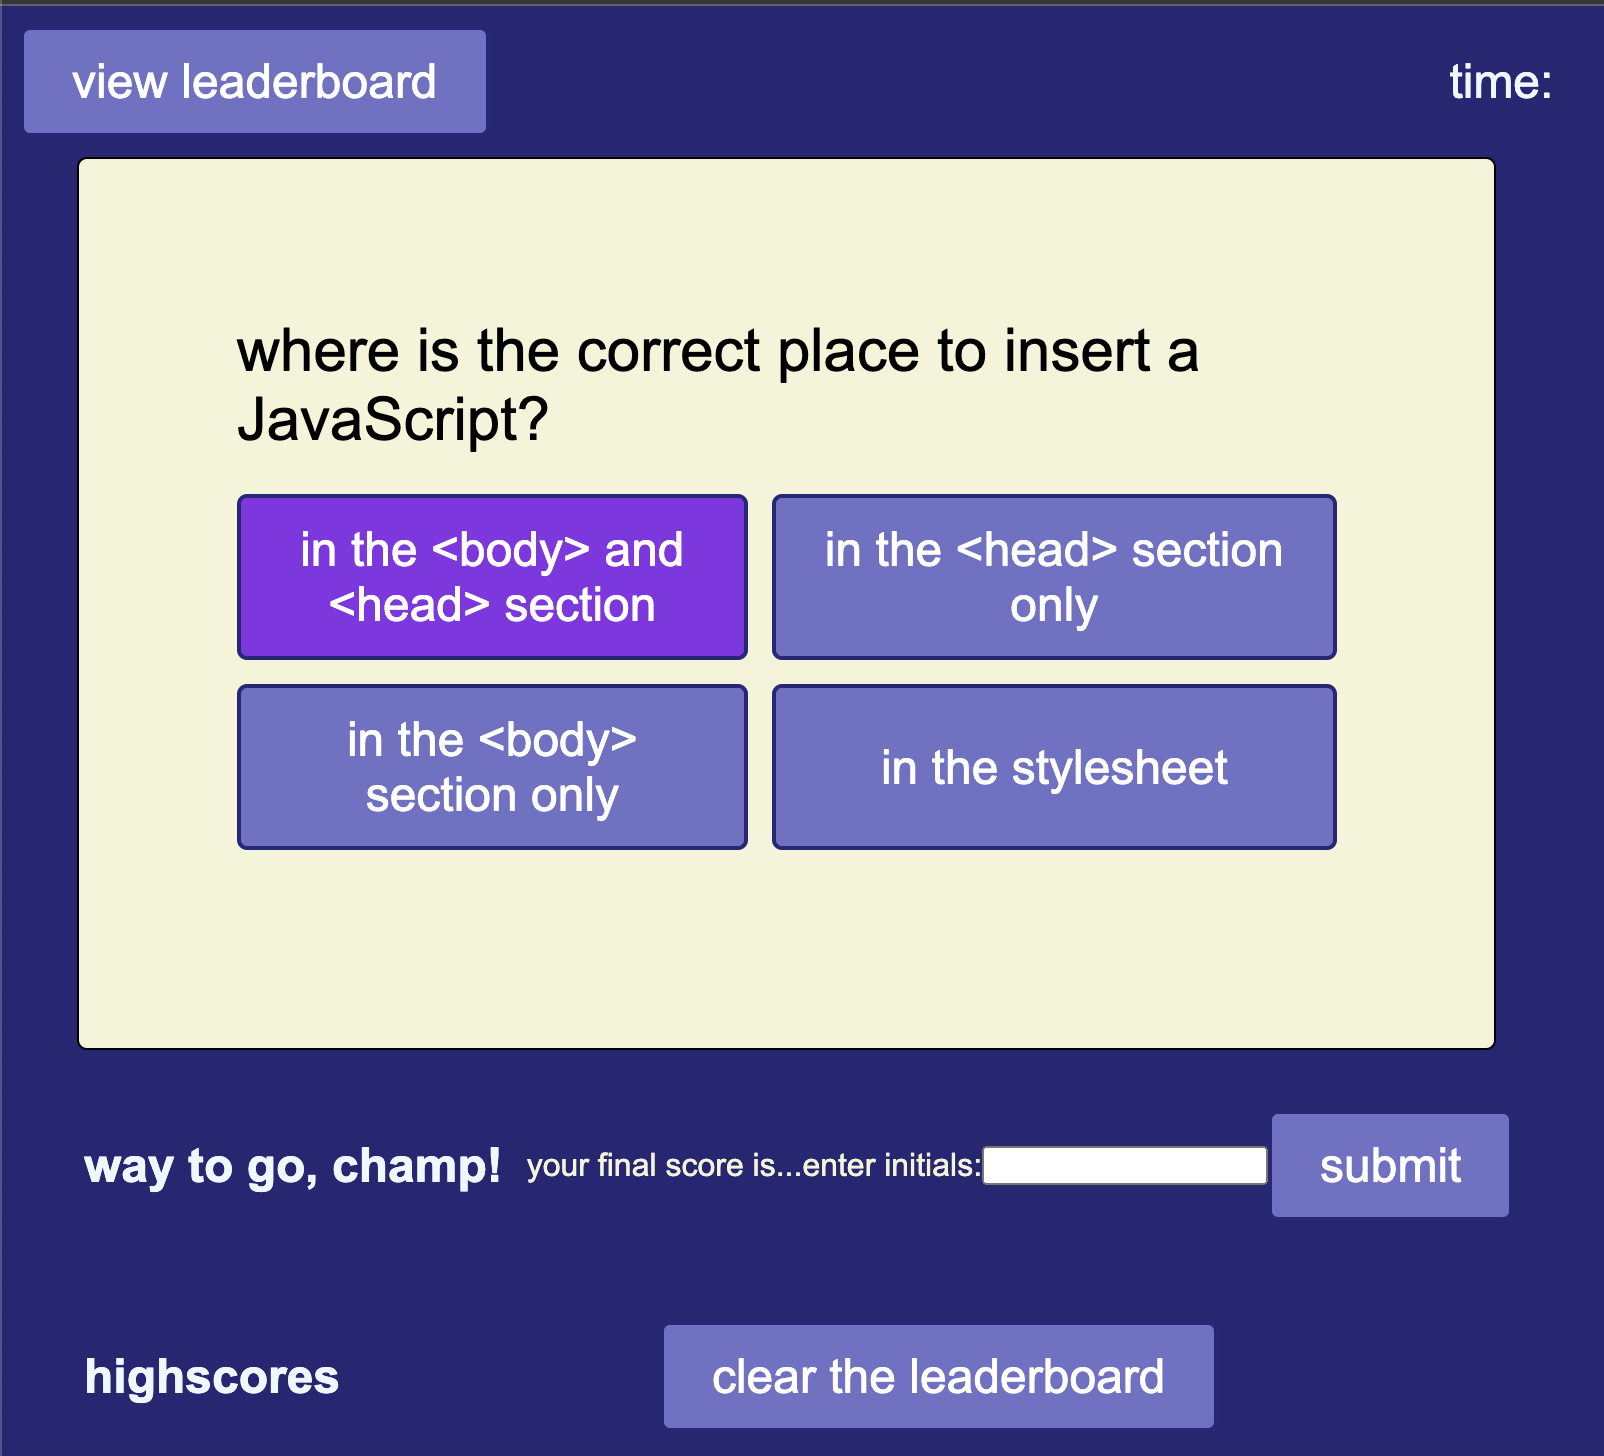 view leaderboard
time:
where is the correct place to insert a
JavaScript?
in the <body> and
<head> section
in the <head> section
only
in the <body>
section only
in the stylesheet
way to go, champ!
your final score is...enter initials:
submit
highscores
clear the leaderboard